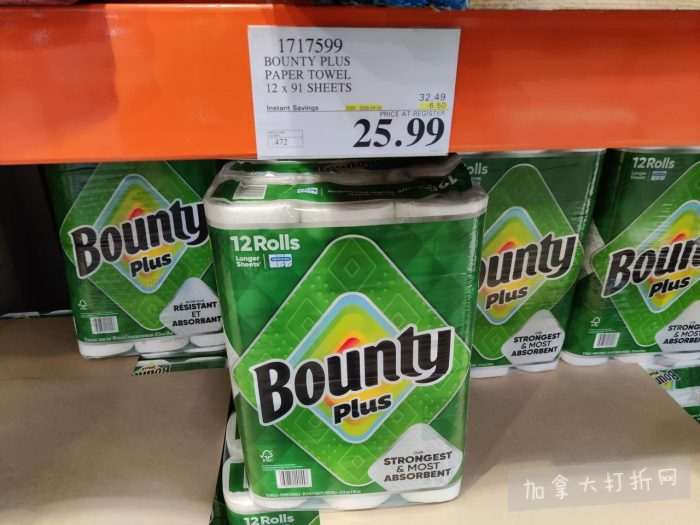 1717599
BOUNTY PLUS
PAPER TOWEL
12 x 91 SHEETS
32.49
Instant Savings
6.50
PRICE AT REGISTER
25.99
472
12 Rolls
Longer
Sheets
Bounty
Plus
STRONGEST
& MOST
ABSORBENT
12 Rolls
Bounty
Plus
RÉSISTANT
ET
ABSORBANT
Bounty
Plus
STRONGEST
& MOST
ABSORBENT
12 Rolls
Bounty
Plus
STRONGEST
& MOST
ABSORBENT
加拿大打折网